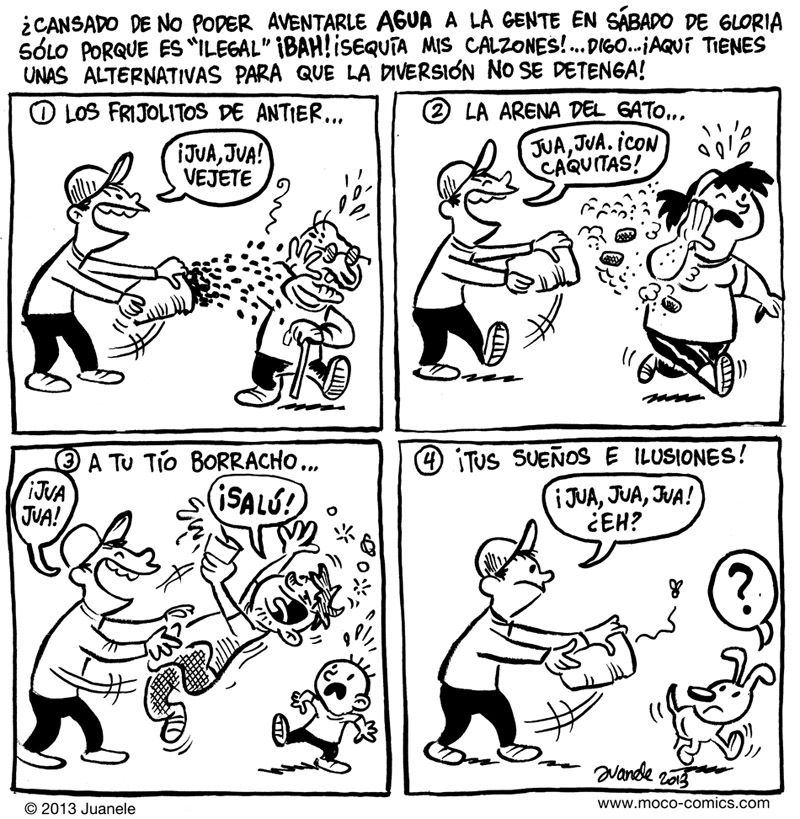 ¿CANSADO DE NO PODER AVENTARLE AGUA A LA GENTE EN SÁBADO DE GLORIA
SÓLO PORQUE ES "ILEGAL" ¡BAH! ¡SEQUÍA MIS CALZONES!...DIGO...¡AQUÍ TIENES
UNAS ALTERNATIVAS PARA QUE LA DIVERSIÓN NO SE DETENGA!
① LOS FRIJOLITOS DE ANTIER...
¡JUA, JUA!
VEJETE
② LA ARENA DEL GATO...
JUA, JUA. ¡CON
CAQUITAS!
③ A TU TÍO BORRACHO...
¡JUA
JUA!
¡SALÚ!
④ ¡TUS SUEÑOS E ILUSIONES!
¡JUA, JUA, JUA!
¿EH?
?
Juanele 2013
© 2013 Juanele
www.moco-comics.com